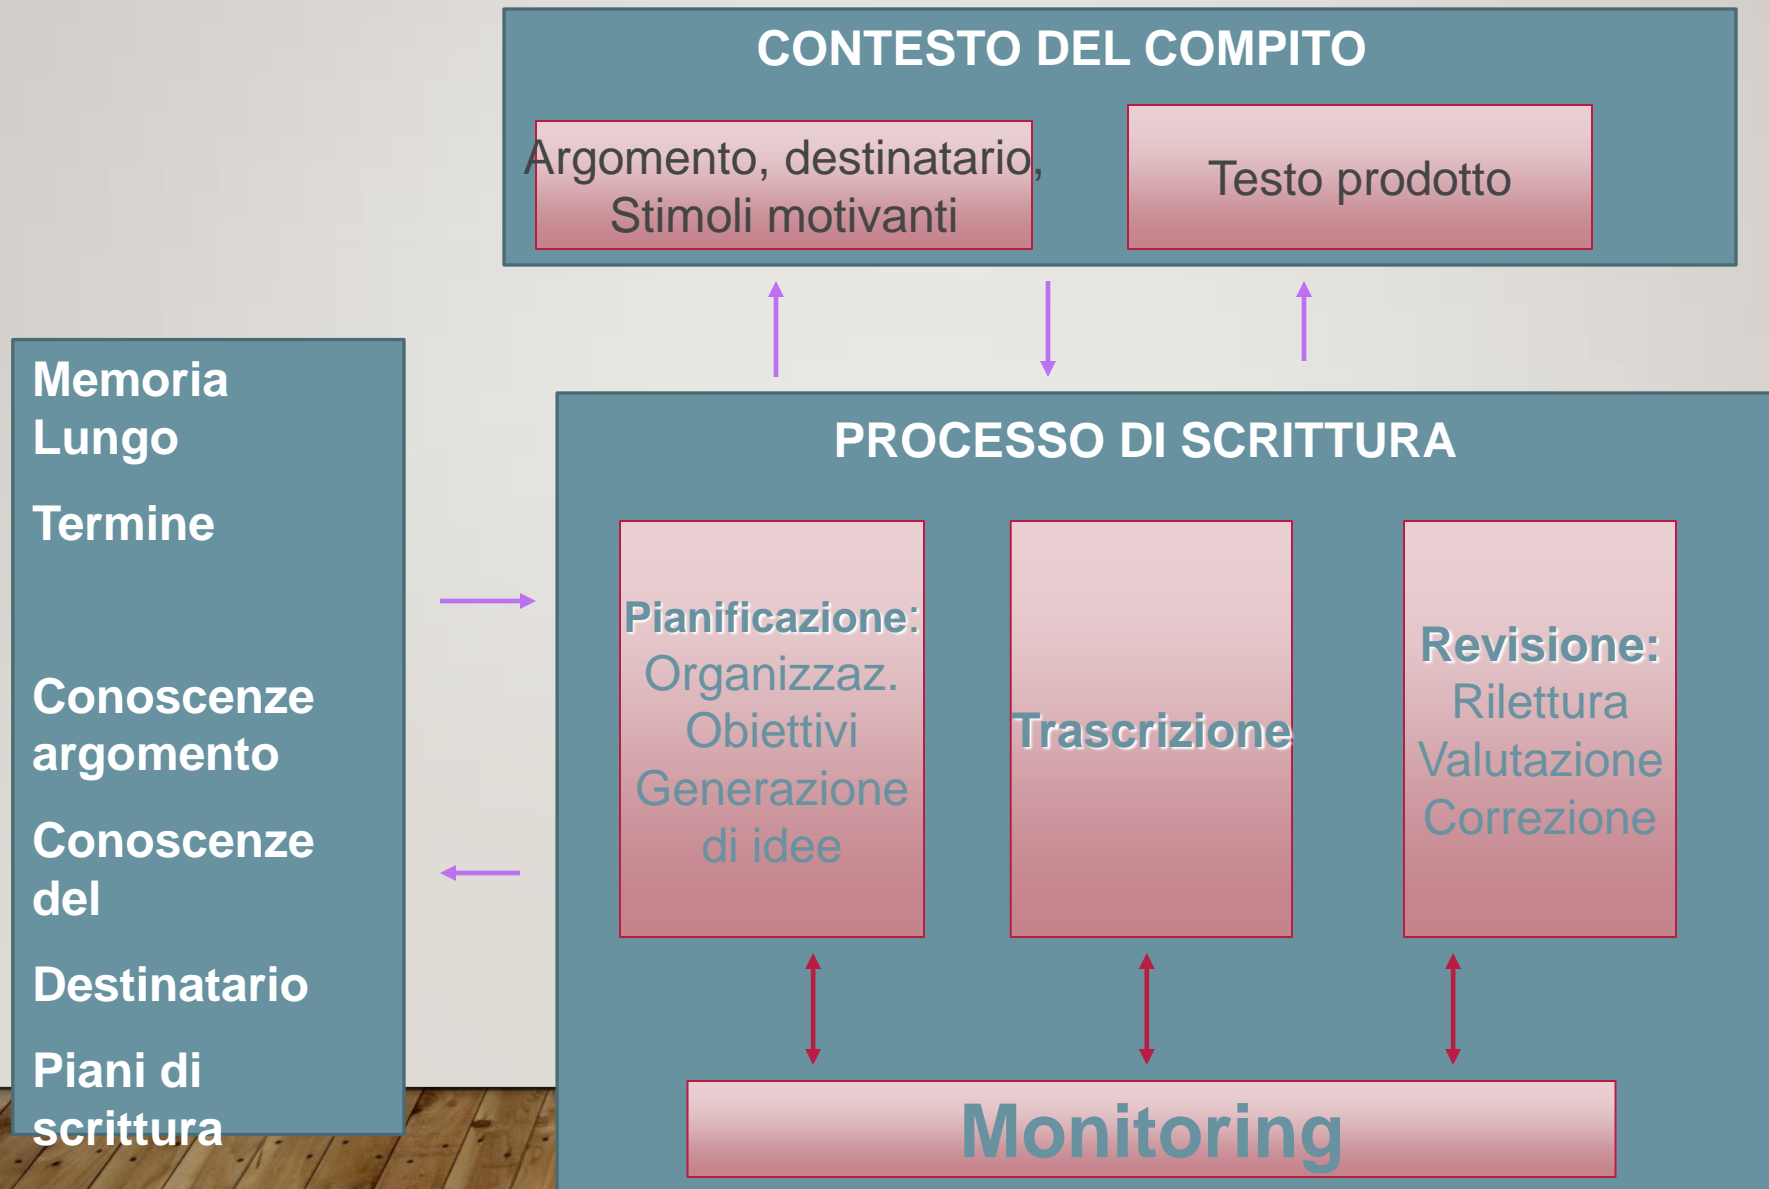 CONTESTO DEL COMPITO
Argomento, destinatario,
Stimoli motivanti
Testo prodotto
Memoria
Lungo
Termine
Conoscenze
argomento
Conoscenze
del
Destinatario
Piani di
scrittura
PROCESSO DI SCRITTURA
Pianificazione:
Organizzaz.
Obiettivi
Generazione
di idee
Trascrizione
Revisione:
Rilettura
Valutazione
Correzione
Monitoring